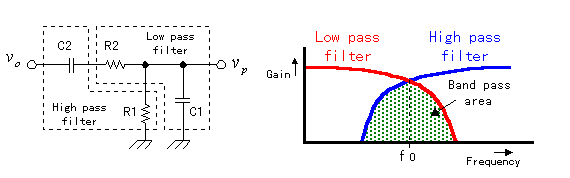 Low pass
filter
C2
R2
Vo
Vp
R1
C1
High pass
filter
Low pass
filter
High pass
filter
Gain
Band pass
area
f0
Frequency